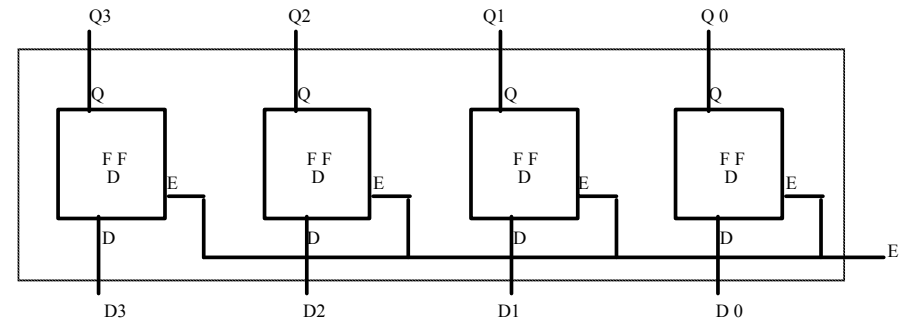 Q3 Q2 Q1 Q 0
Q Q Q Q
F F F F F F F F
D D D D
E E E E
D D D D
E
D3 D2 D1 D 0